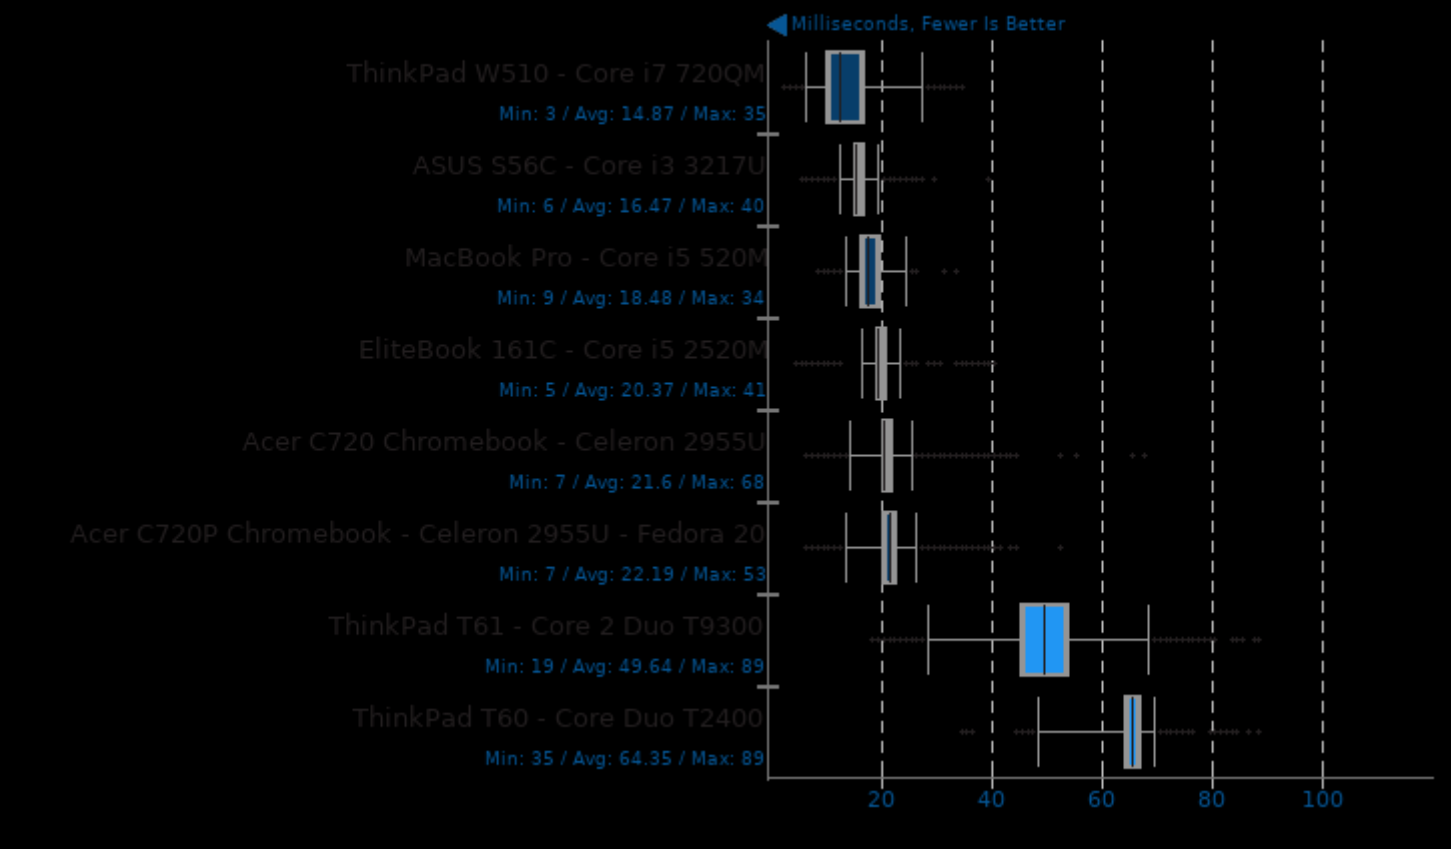 Milliseconds, Fewer Is Better
ThinkPad W510 - Core i7 720QM
Min: 3 / Avg: 14.87 / Max: 35
ASUS S56C - Core i3 3217U
Min: 6 / Avg: 16.47 / Max: 40
MacBook Pro - Core i5 520M
Min: 9 / Avg: 18.48 / Max: 34
EliteBook 161C - Core i5 2520M
Min: 5 / Avg: 20.37 / Max: 41
Acer C720 Chromebook - Celeron 2955U
Min: 7 / Avg: 21.6 / Max: 68
Acer C720P Chromebook - Celeron 2955U - Fedora 20
Min: 7 / Avg: 22.19 / Max: 53
ThinkPad T61 - Core 2 Duo T9300
Min: 19 / Avg: 49.64 / Max: 89
ThinkPad T60 - Core Duo T2400
Min: 35 / Avg: 64.35 / Max: 89
20 40 60 80 100